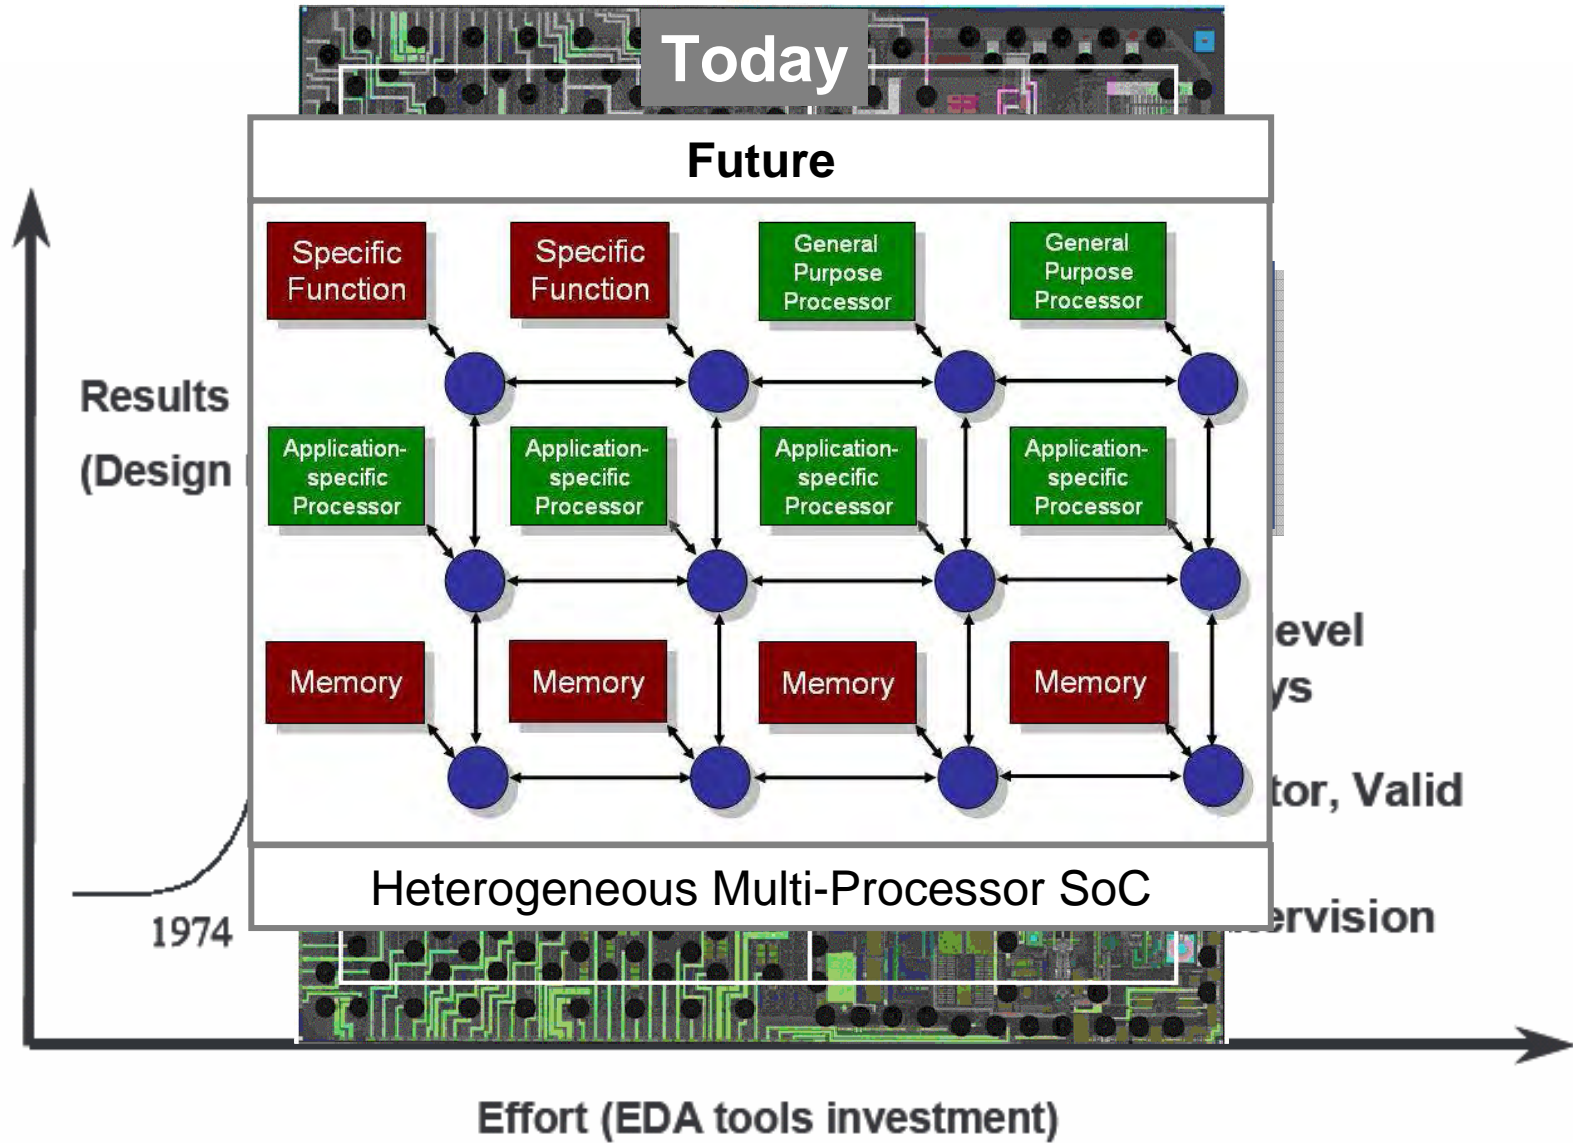 Today
Future
Specific
Function
Specific
Function
General
Purpose
Processor
General
Purpose
Processor
Results
(Design
Application-
specific
Processor
Application-
specific
Processor
Application-
specific
Processor
Application-
specific
Processor
evel
ys
Memory
Memory
Memory
Memory
tor, Valid
Heterogeneous Multi-Processor SoC
1974
ervision
Effort (EDA tools investment)